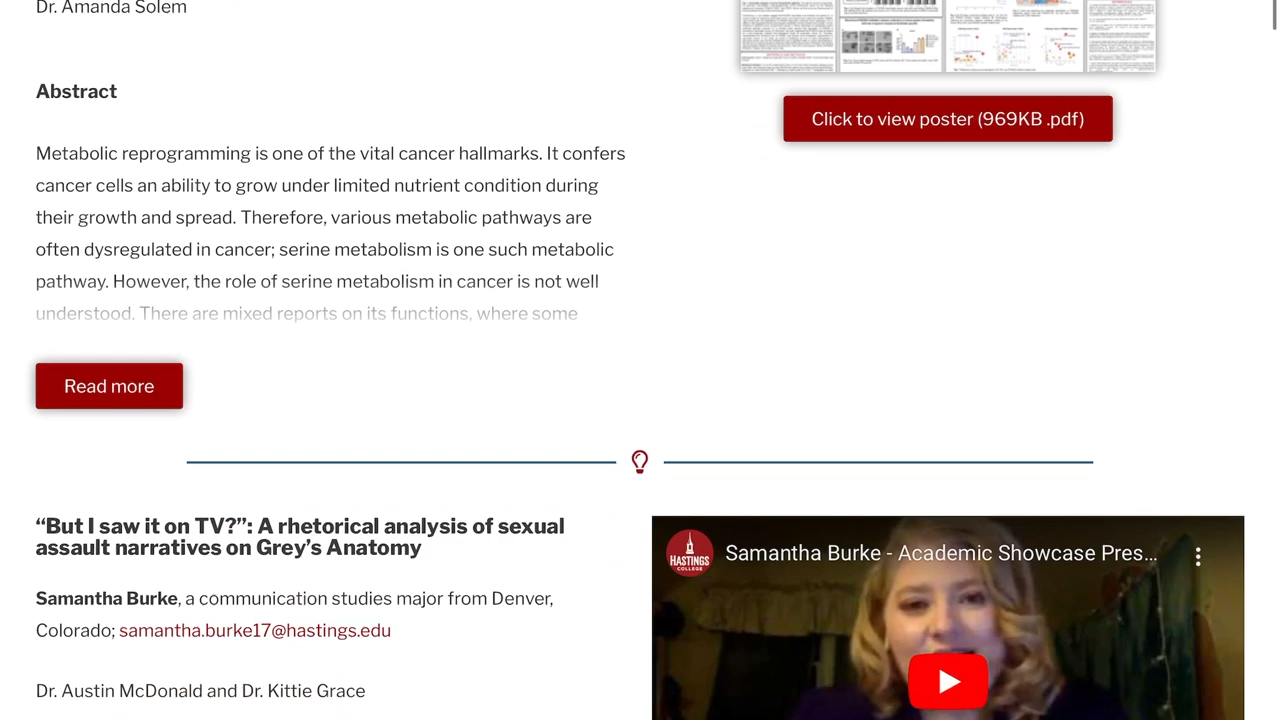 Dr. Amanda Solem
Abstract
Metabolic reprogramming is one of the vital cancer hallmarks. It confers
cancer cells an ability to grow under limited nutrient condition during
their growth and spread. Therefore, various metabolic pathways are
often dysregulated in cancer; serine metabolism is one such metabolic
pathway. However, the role of serine metabolism in cancer is not well
understood. There are mixed reports on its functions, where some
Read more
Click to view poster (969KB .pdf)
“But I saw it on TV?”: A rhetorical analysis of sexual
assault narratives on Grey’s Anatomy
Samantha Burke, a communication studies major from Denver,
Colorado; samantha.burke17@hastings.edu
Dr. Austin McDonald and Dr. Kittie Grace
HASTINGS
COLLEGE
Samantha Burke - Academic Showcase Pres...